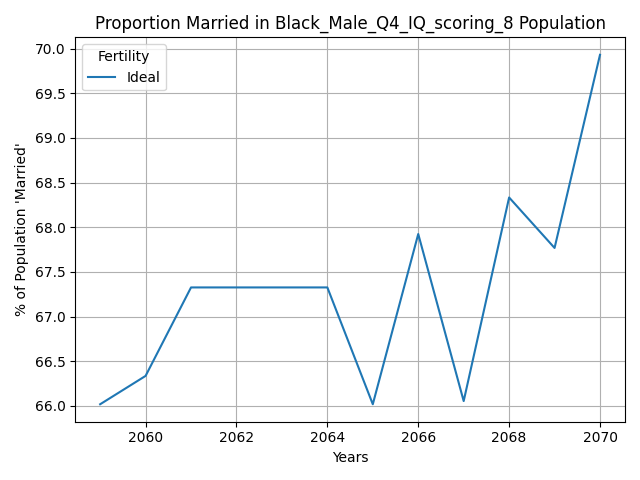 Proportion Married in Black_Male_Q4_IQ_scoring_8 Population
Fertility
Ideal
% of Population 'Married'
70.0
69.5
69.0
68.5
68.0
67.5
67.0
66.5
66.0
2060 2062 2064 2066 2068 2070
Years